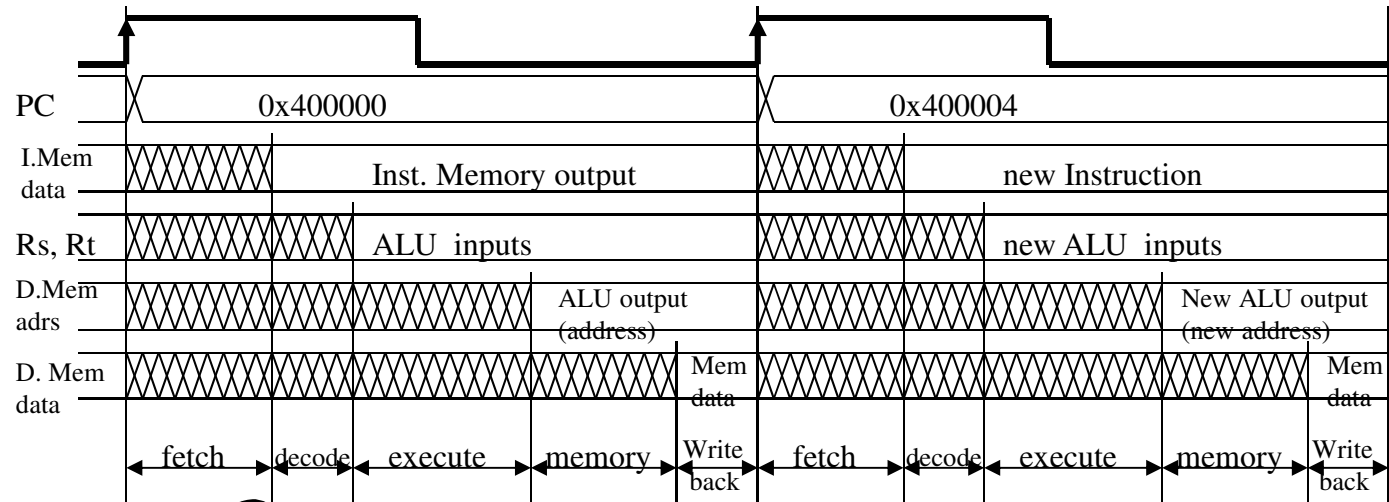 PC
0x400000
0x400004
I.Mem
data
Inst. Memory output
new Instruction
Rs, Rt
ALU inputs
new ALU inputs
D.Mem
adrs
ALU output
(address)
New ALU output
(new address)
D. Mem
data
Mem
data
Mem
data
fetch
decode
execute
memory
Write
back
fetch
decode
execute
memory
Write
back